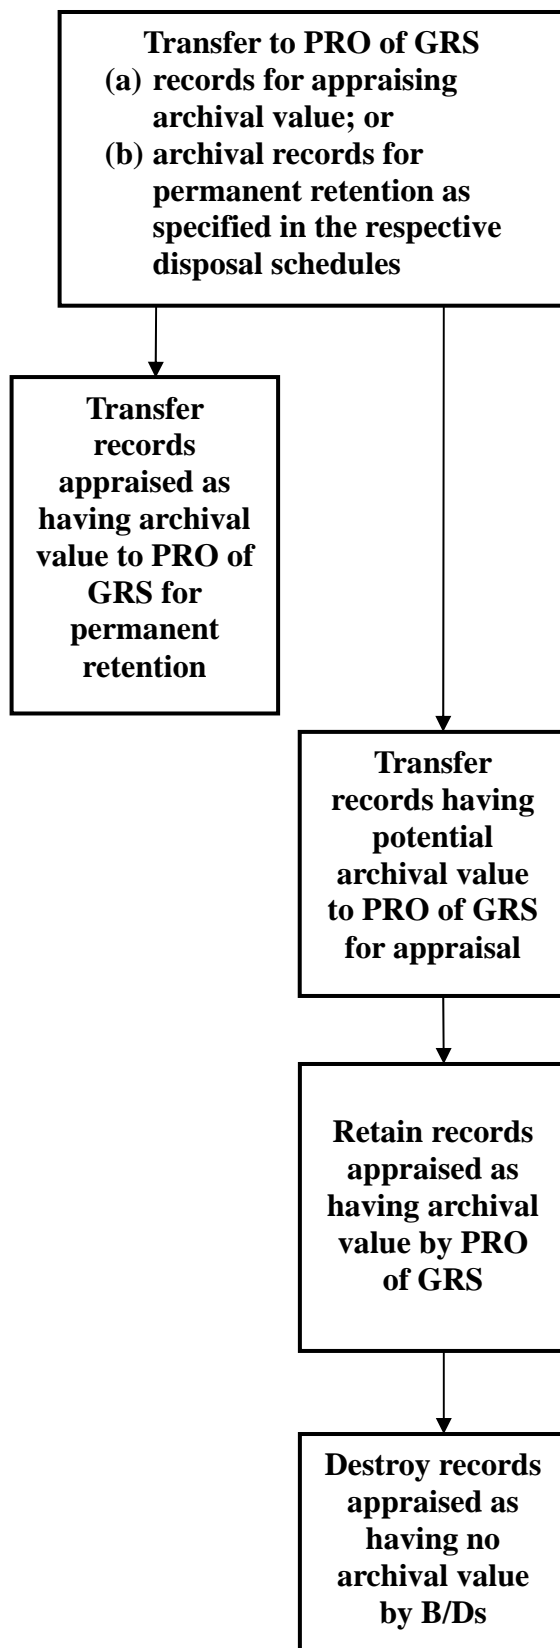 Transfer to PRO of GRS
(a) records for appraising
archival value; or
(b) archival records for
permanent retention as
specified in the respective
disposal schedules
Transfer
records
appraised as
having archival
value to PRO of
GRS for
permanent
retention
Transfer
records having
potential
archival value
to PRO of GRS
for appraisal
Retain records
appraised as
having archival
value by PRO
of GRS
Destroy records
appraised as
having no
archival value
by B/Ds